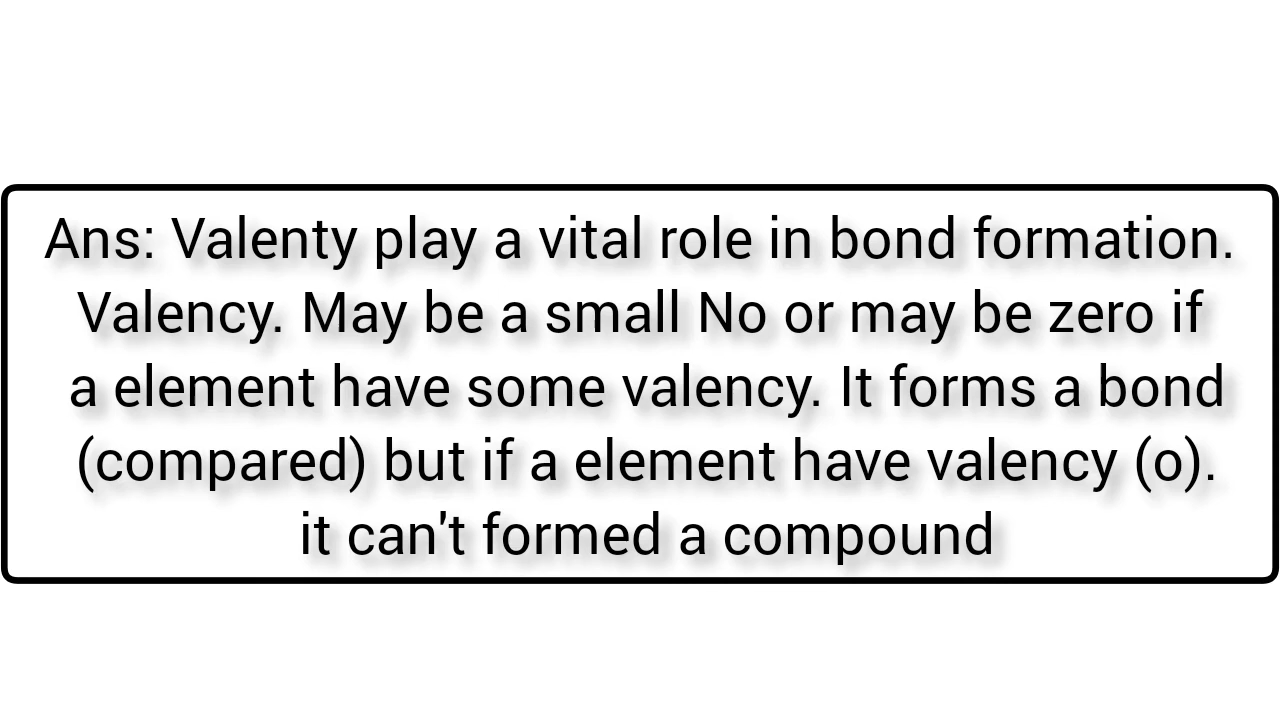 Ans: Valenty play a vital role in bond formation.
Valency. May be a small No or may be zero if
a element have some valency. It forms a bond
(compared) but if a element have valency (o).
it can't formed a compound